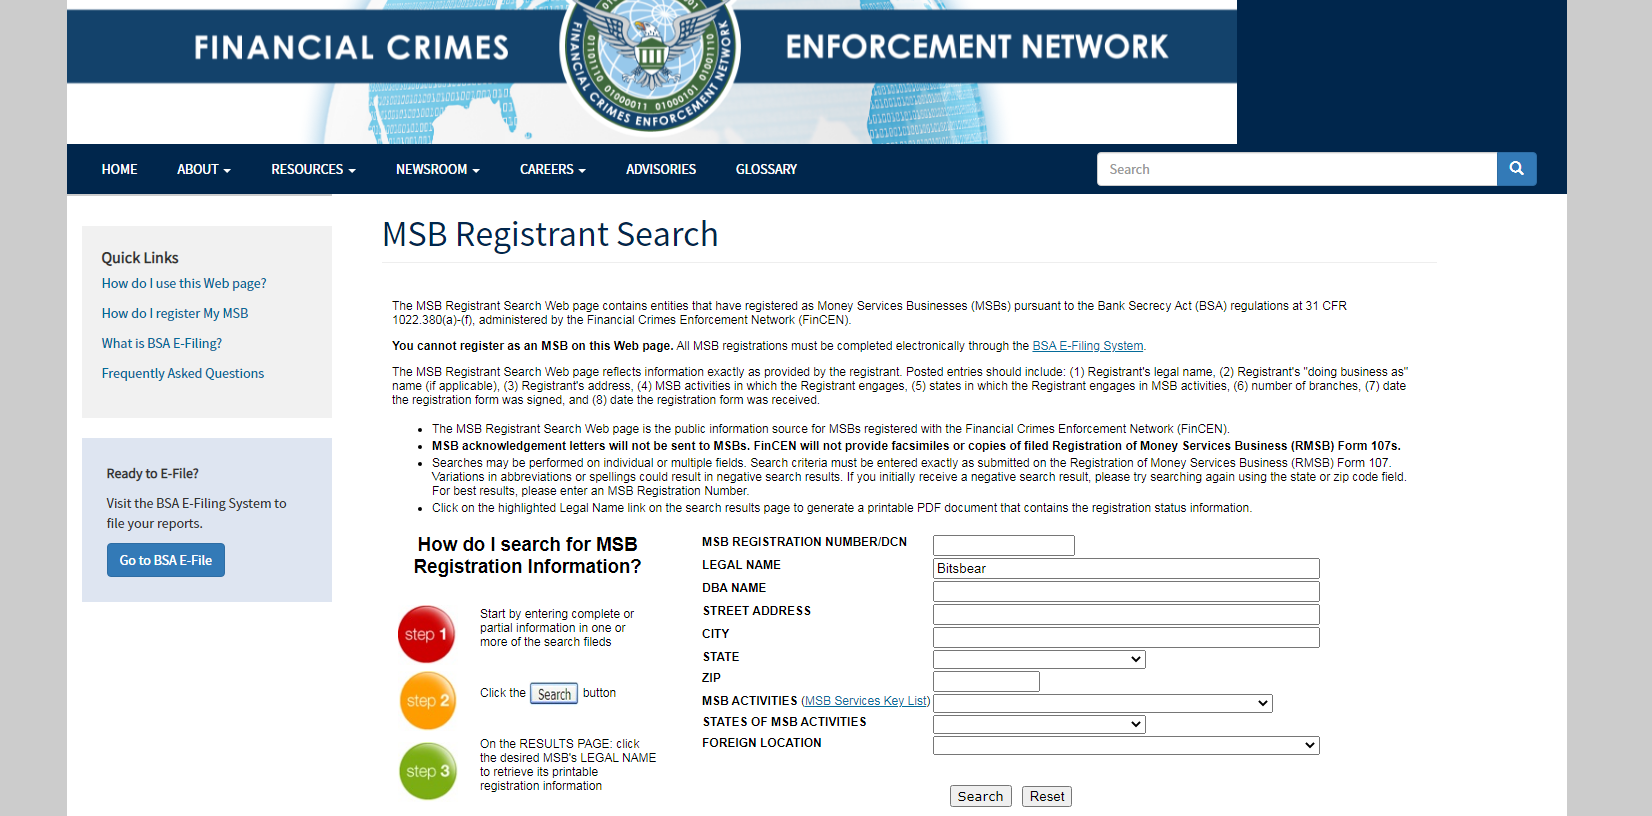 FINANCIAL CRIMES
ENFORCEMENT NETWORK
FINANCIAL CRIMES ENFORCEMENT NETWORK
HOME
ABOUT
RESOURCES
NEWSROOM
CAREERS
ADVISORIES
GLOSSARY
Search
Quick Links
How do I use this Web page?
How do I register My MSB
What is BSA E-Filing?
Frequently Asked Questions
Ready to E-File?
Visit the BSA E-Filing System to
file your reports.
Go to BSA E-File
MSB Registrant Search
The MSB Registrant Search Web page contains entities that have registered as Money Services Businesses (MSBs) pursuant to the Bank Secrecy Act (BSA) regulations at 31 CFR
1022.380(a)-(f), administered by the Financial Crimes Enforcement Network (FinCEN).
You cannot register as an MSB on this Web page. All MSB registrations must be completed electronically through the BSA E-Filing System.
The MSB Registrant Search Web page reflects information exactly as provided by the registrant. Posted entries should include: (1) Registrant's legal name, (2) Registrant's "doing business as"
name (if applicable), (3) Registrant's address, (4) MSB activities in which the Registrant engages, (5) states in which the Registrant engages in MSB activities, (6) number of branches, (7) date
the registration form was signed, and (8) date the registration form was received.
• The MSB Registrant Search Web page is the public information source for MSBs registered with the Financial Crimes Enforcement Network (FinCEN).
• MSB acknowledgement letters will not be sent to MSBs. FinCEN will not provide facsimiles or copies of filed Registration of Money Services Business (RMSB) Form 107s.
• Searches may be performed on individual or multiple fields. Search criteria must be entered exactly as submitted on the Registration of Money Services Business (RMSB) Form 107.
Variations in abbreviations or spellings could result in negative search results. If you initially receive a negative search result, please try searching again using the state or zip code field.
For best results, please enter an MSB Registration Number.
• Click on the highlighted Legal Name link on the search results page to generate a printable PDF document that contains the registration status information.
How do I search for MSB
Registration Information?
step 1
Start by entering complete or
partial information in one or
more of the search fileds
step 2
Click the Search button
step 3
On the RESULTS PAGE: click
the desired MSB's LEGAL NAME
to retrieve its printable
registration information
MSB REGISTRATION NUMBER/DCN
LEGAL NAME Bitsbear
DBA NAME
STREET ADDRESS
CITY
STATE
ZIP
MSB ACTIVITIES (MSB Services Key List)
STATES OF MSB ACTIVITIES
FOREIGN LOCATION
Search Reset